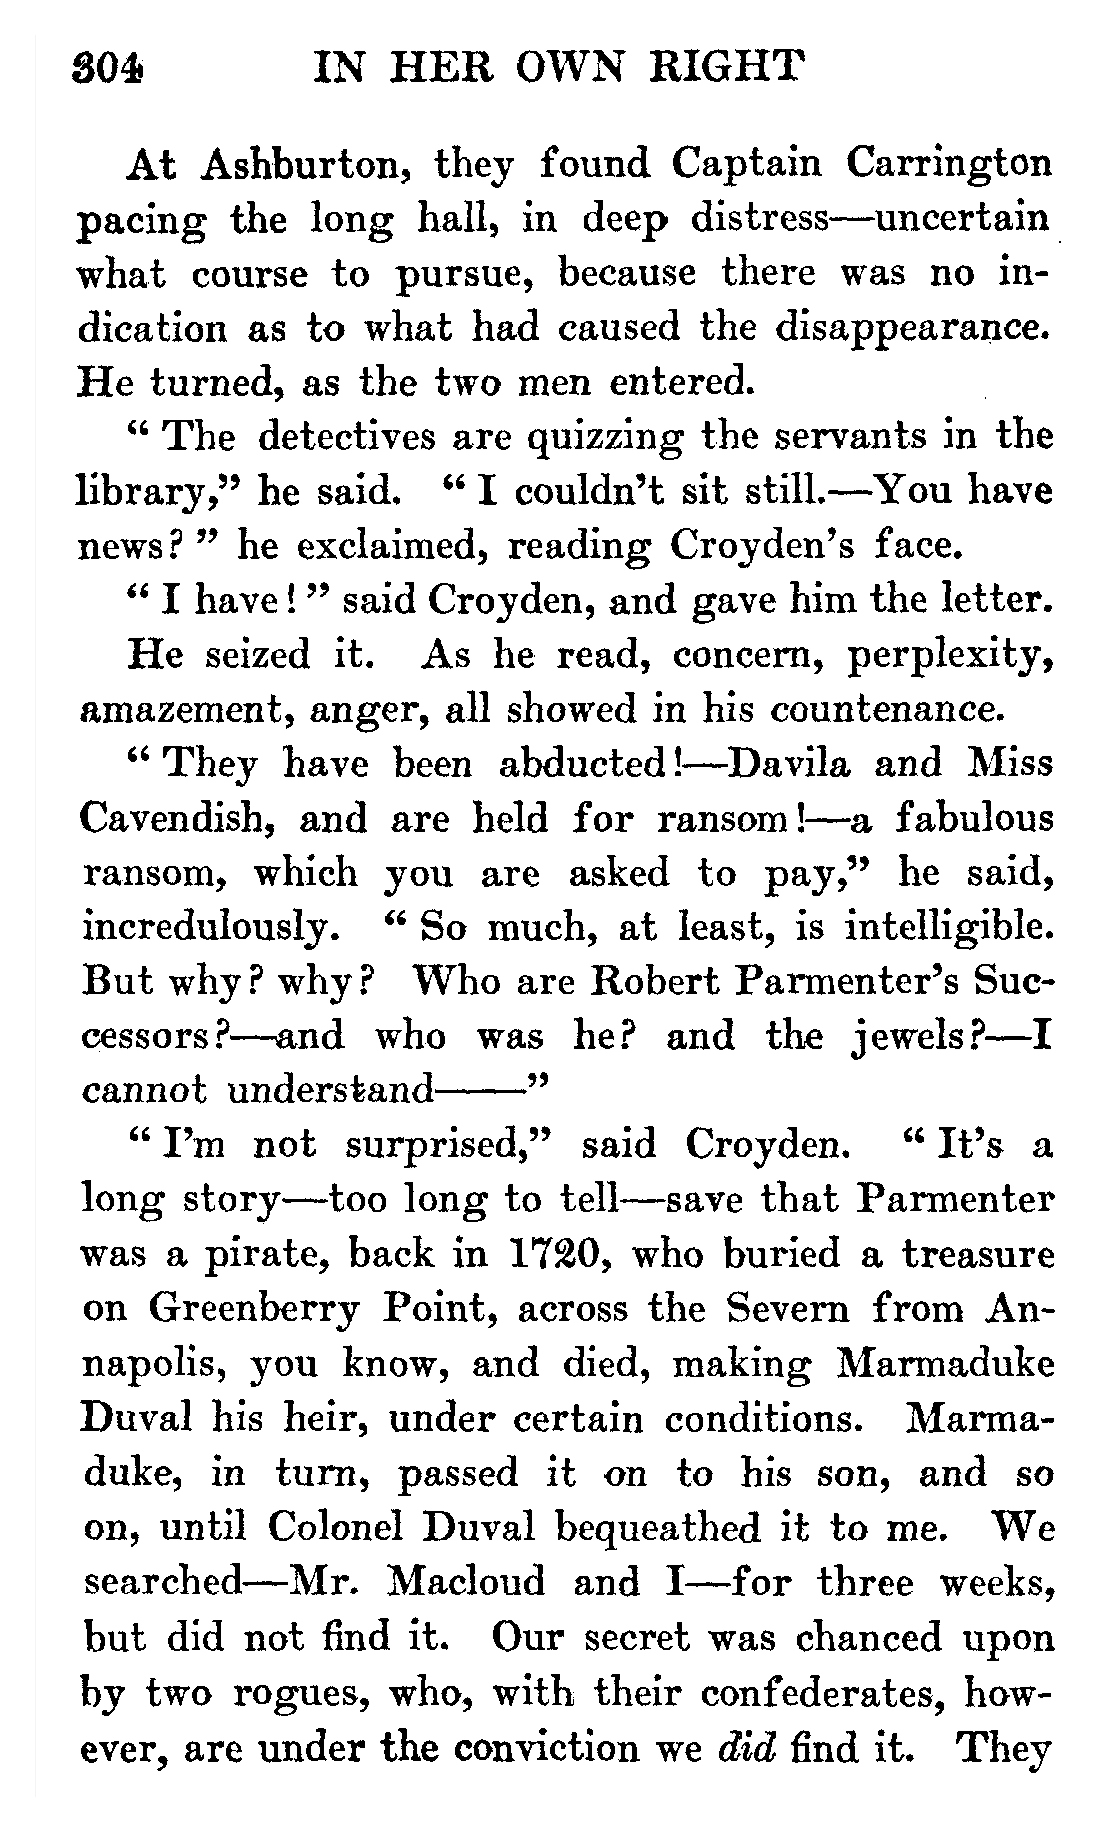 304 IN HER OWN RIGHT
At Ashburton, they found Captain Carrington
pacing the long hall, in deep distress—uncertain
what course to pursue, because there was no in-
dication as to what had caused the disappearance.
He turned, as the two men entered.
“ The detectives are quizzing the servants in the
library,” he said. “ I couldn’t sit still.—You have
news? ” he exclaimed, reading Croyden’s face.
“ I have! ” said Croyden, and gave him the letter.
He seized it. As he read, concern, perplexity,
amazement, anger, all showed in his countenance.
“ They have been abducted!—Davila and Miss
Cavendish, and are held for ransom!—a fabulous
ransom, which you are asked to pay,” he said,
incredulously. “ So much, at least, is intelligible.
But why? why? Who are Robert Parmenter’s Suc-
cessors?—and who was he? and the jewels?—I
cannot understand——”
“ I’m not surprised,” said Croyden. “ It’s a
long story—too long to tell—save that Parmenter
was a pirate, back in 1720, who buried a treasure
on Greenberry Point, across the Severn from An-
napolis, you know, and died, making Marmaduke
Duval his heir, under certain conditions. Marma-
duke, in turn, passed it on to his son, and so
on, until Colonel Duval bequeathed it to me. We
searched—Mr. Macloud and I—for three weeks,
but did not find it. Our secret was chanced upon
by two rogues, who, with their confederates, how-
ever, are under the conviction we did find it. They